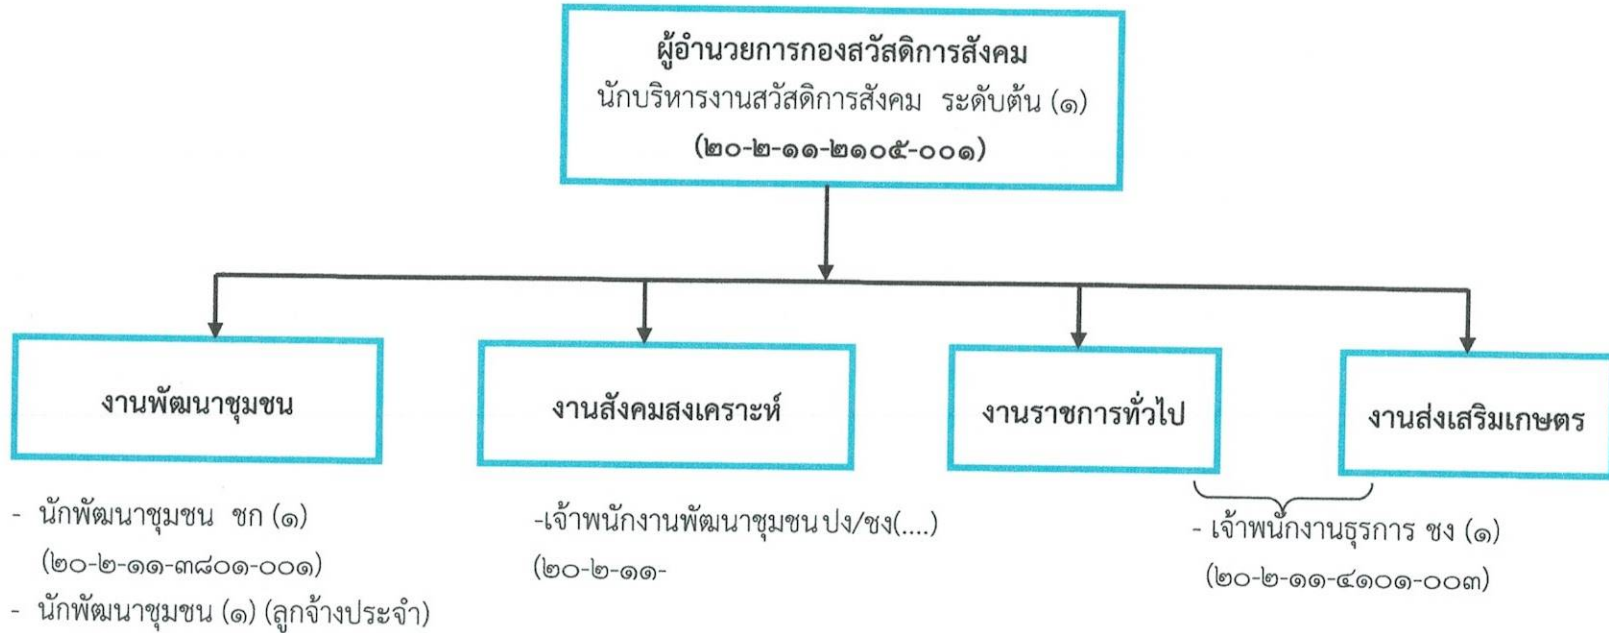 ผู้อำนวยการกองสวัสดิการสังคม
นักบริหารงานสวัสดิการสังคม ระดับต้น (๑)
(๒๐-๒-๑๑-๒๑๐๕-๐๐๑)
งานพัฒนาชุมชน
งานสังคมสงเคราะห์
งานราชการทั่วไป
งานส่งเสริมเกษตร
- นักพัฒนาชุมชน ชก (๑)
(๒๐-๒-๑๑-๓๘๐๑-๐๐๑)
- นักพัฒนาชุมชน (๑) (ลูกจ้างประจำ)
-เจ้าพนักงานพัฒนาชุมชน ปง/ชง(....)
(๒๐-๒-๑๑-
- เจ้าพนักงานธุรการ ชง (๑)
(๒๐-๒-๑๑-๔๑๐๑-๐๐๓)